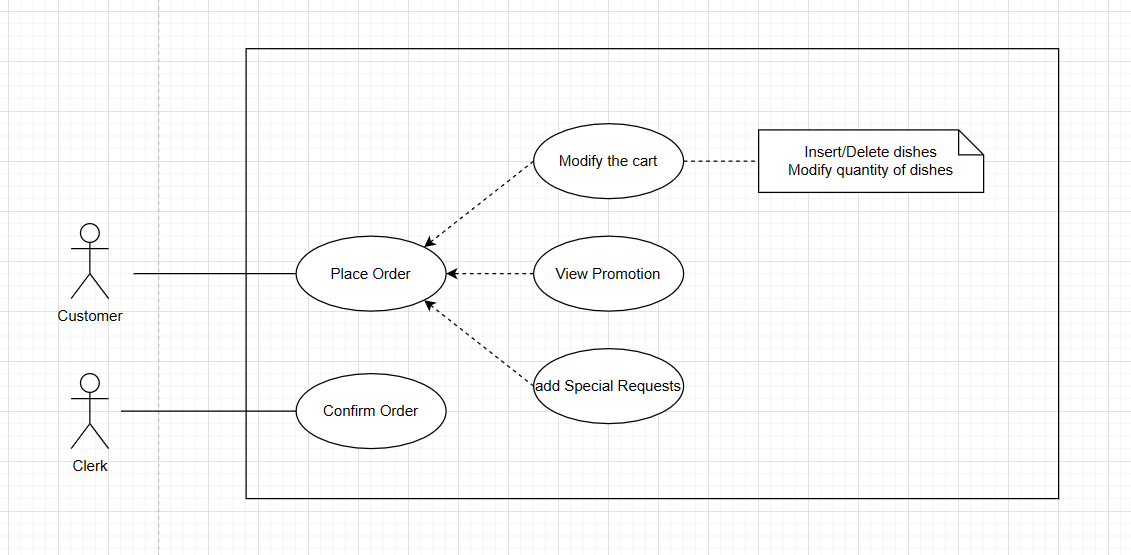 Modify the cart
Insert/Delete dishes
Modify quantity of dishes
Place Order
View Promotion
Customer
add Special Requests
Confirm Order
Clerk